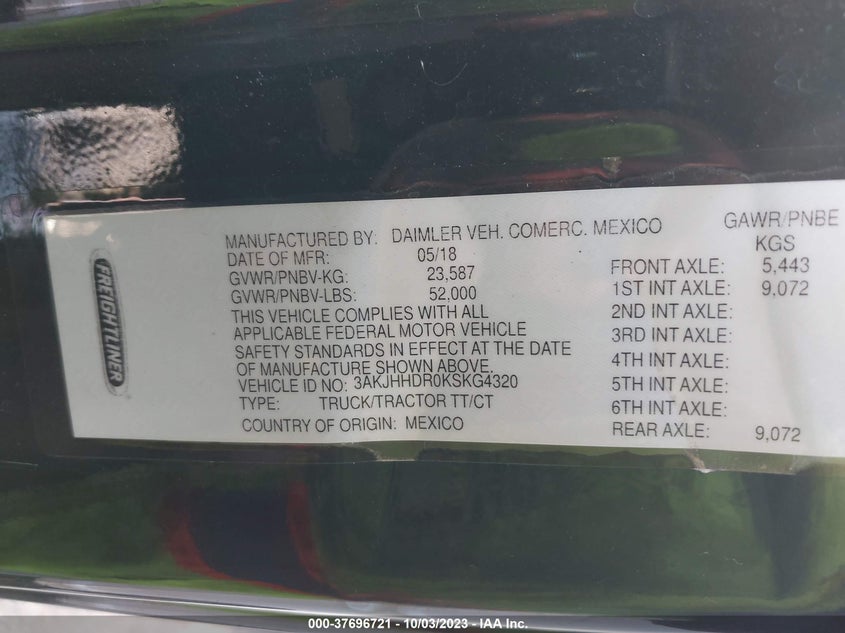 FREIGHTLINER
MANUFACTURED BY: DAIMLER VEH. COMERC. MEXICO
DATE OF MFR: 05/18
GVWR/PNBV-KG: 23,587
GVWR/PNBV-LBS: 52,000
THIS VEHICLE COMPLIES WITH ALL
APPLICABLE FEDERAL MOTOR VEHICLE
SAFETY STANDARDS IN EFFECT AT THE DATE
OF MANUFACTURE SHOWN ABOVE.
VEHICLE ID NO: 3AKJHHDR0KSKG4320
TYPE: TRUCK/TRACTOR TT/CT
COUNTRY OF ORIGIN: MEXICO
GAWR/PNBE
KGS
FRONT AXLE: 5,443
1ST INT AXLE: 9,072
2ND INT AXLE:
3RD INT AXLE:
4TH INT AXLE:
5TH INT AXLE:
6TH INT AXLE:
REAR AXLE: 9,072
000-37696721 - 10/03/2023 - IAA Inc.